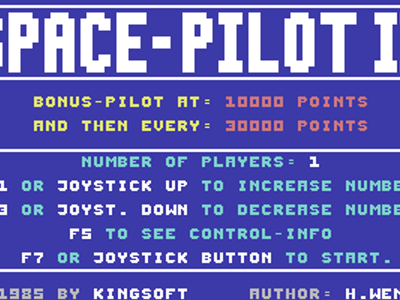 SPACE-PILOT I
BONUS-PILOT AT: 10000 POINTS
AND THEN EVERY: 30000 POINTS
NUMBER OF PLAYERS: 1
1 OR JOYSTICK UP TO INCREASE NUMBE
3 OR JOYST. DOWN TO DECREASE NUMBE
F5 TO SEE CONTROL-INFO
F7 OR JOYSTICK BUTTON TO START.
1985 BY KINGSOFT AUTHOR: H.WEN